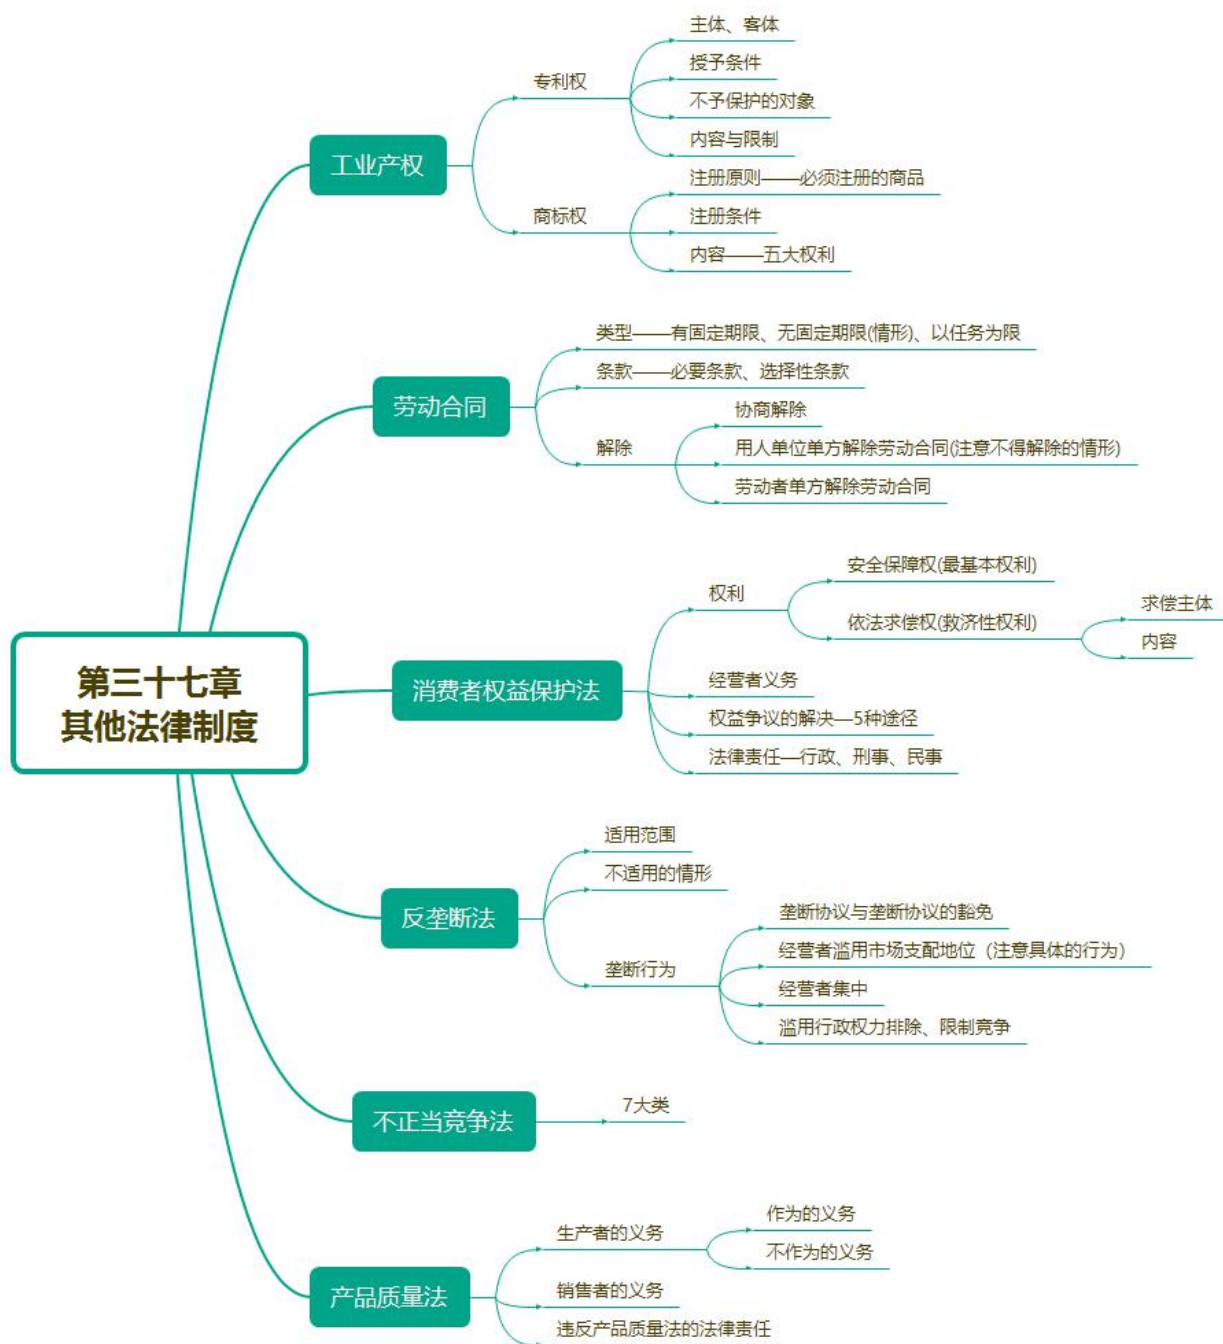 第三十七章
其他法律制度
工业产权
专利权
主体、客体
授予条件
不予保护的对象
内容与限制
商标权
注册原则——必须注册的商品
注册条件
内容——五大权利
劳动合同
类型——有固定期限、无固定期限(情形)、以任务为限
条款——必要条款、选择性条款
解除
协商解除
用人单位单方解除劳动合同(注意不得解除的情形)
劳动者单方解除劳动合同
消费者权益保护法
权利
安全保障权(最基本权利)
依法求偿权(救济性权利)
求偿主体
内容
经营者义务
权益争议的解决—5种途径
法律责任—行政、刑事、民事
反垄断法
适用范围
不适用的情形
垄断行为
垄断协议与垄断协议的豁免
经营者滥用市场支配地位（注意具体的行为）
经营者集中
滥用行政权力排除、限制竞争
不正当竞争法
7大类
产品质量法
生产者的义务
作为的义务
不作为的义务
销售者的义务
违反产品质量法的法律责任